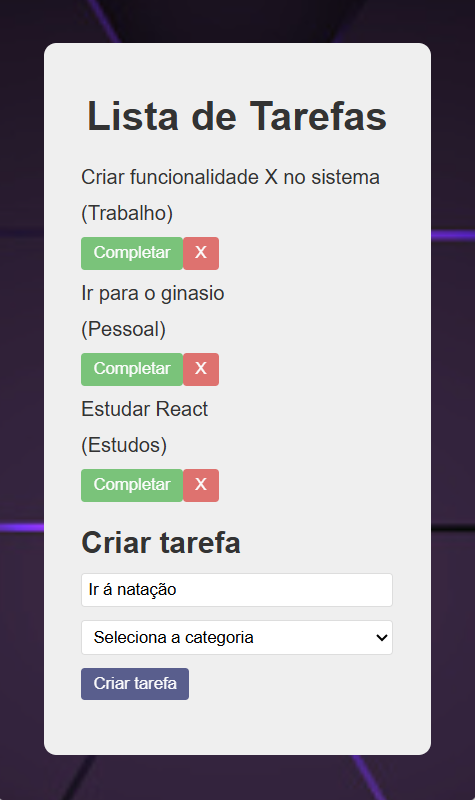 Lista de Tarefas
Criar funcionalidade X no sistema
(Trabalho)
Completar X
Ir para o ginasio
(Pessoal)
Completar X
Estudar React
(Estudos)
Completar X
Criar tarefa
Ir á natação
Seleciona a categoria
Criar tarefa